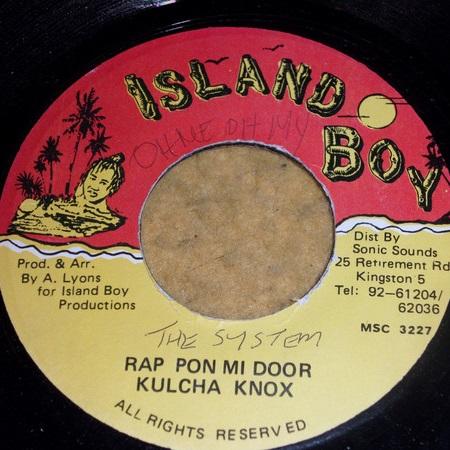 ISLAND
BOY
OHNE OH MY
Prod. & Arr.
By A. Lyons
for Island Boy
Productions
Dist By
Sonic Sounds
25 Retirement Rd
Kingston 5
Tel: 92-61204/
62036
MSC 3227
THE SYSTEM
RAP PON MI DOOR
KULCHA KNOX
ALL RIGHTS RESERVED